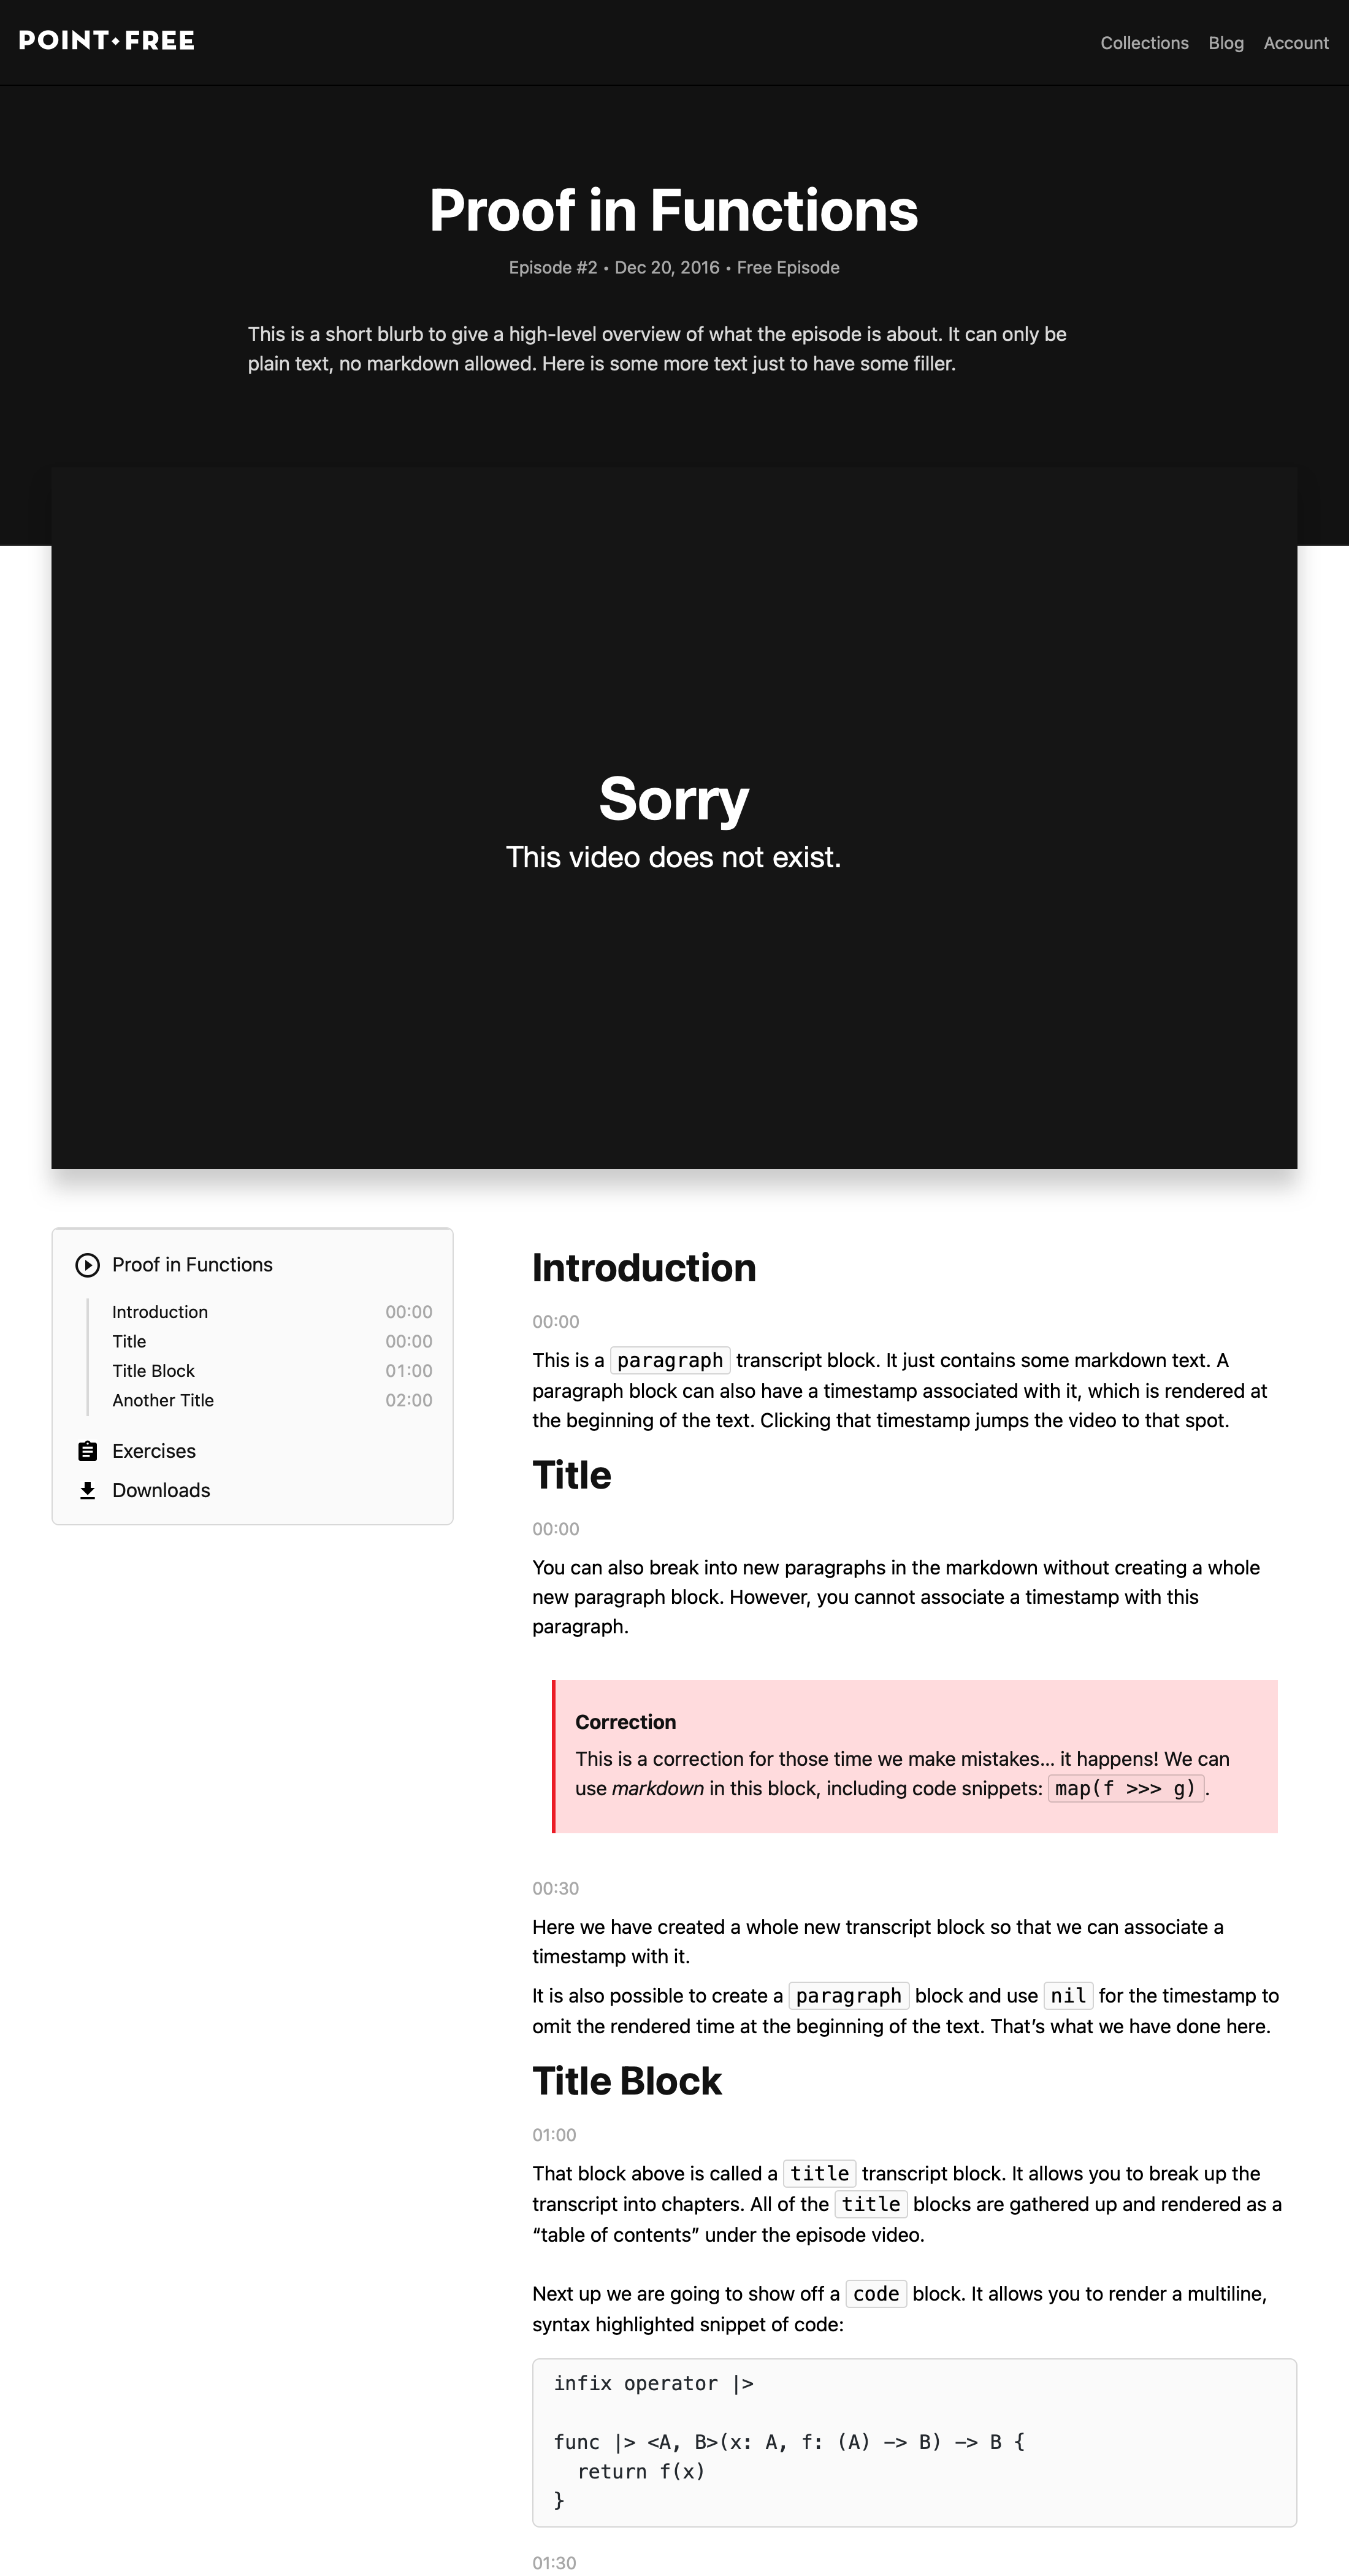 POINT•FREE
Collections Blog Account
Proof in Functions
Episode #2 • Dec 20, 2016 • Free Episode
This is a short blurb to give a high-level overview of what the episode is about. It can only be
plain text, no markdown allowed. Here is some more text just to have some filler.
Sorry
This video does not exist.
Proof in Functions
Introduction 00:00
Title 00:00
Title Block 01:00
Another Title 02:00
Exercises
Downloads
Introduction
00:00
This is a paragraph transcript block. It just contains some markdown text. A
paragraph block can also have a timestamp associated with it, which is rendered at
the beginning of the text. Clicking that timestamp jumps the video to that spot.
Title
00:00
You can also break into new paragraphs in the markdown without creating a whole
new paragraph block. However, you cannot associate a timestamp with this
paragraph.
Correction
This is a correction for those time we make mistakes... it happens! We can
use markdown in this block, including code snippets: map(f >>> g).
00:30
Here we have created a whole new transcript block so that we can associate a
timestamp with it.
It is also possible to create a paragraph block and use nil for the timestamp to
omit the rendered time at the beginning of the text. That’s what we have done here.
Title Block
01:00
That block above is called a title transcript block. It allows you to break up the
transcript into chapters. All of the title blocks are gathered up and rendered as a
“table of contents” under the episode video.
Next up we are going to show off a code block. It allows you to render a multiline,
syntax highlighted snippet of code:
infix operator |>
func |> <A, B>(x: A, f: (A) -> B) -> B {
  return f(x)
}
01:30